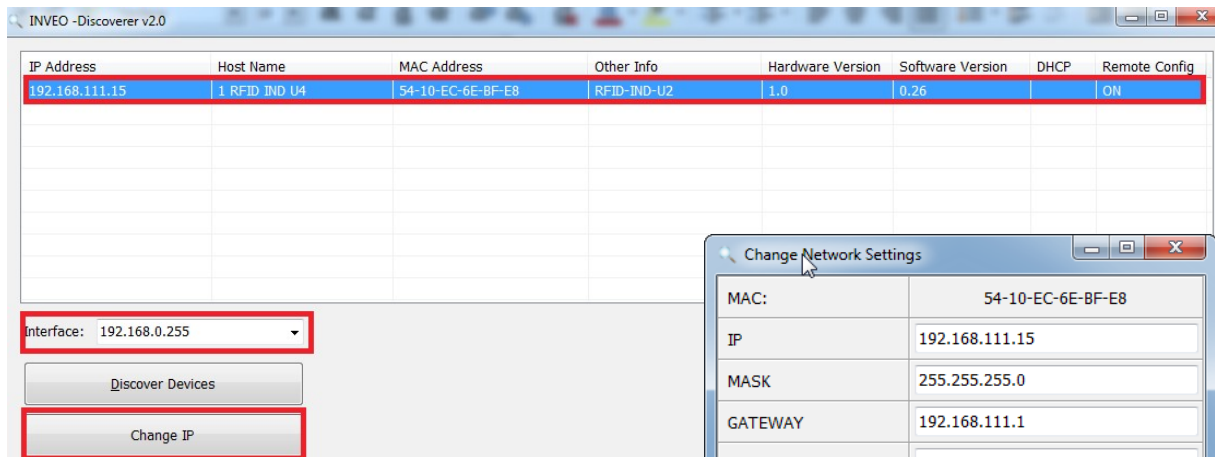 INVEO -Discoverer v2.0
IP Address Host Name MAC Address Other Info Hardware Version Software Version DHCP Remote Config
192.168.111.15 1 RFID IND U4 54-10-EC-6E-BF-E8 RFID-IND-U2 1.0 0.26 ON
Interface: 192.168.0.255
Discover Devices
Change IP
Change Network Settings
MAC: 54-10-EC-6E-BF-E8
IP 192.168.111.15
MASK 255.255.255.0
GATEWAY 192.168.111.1